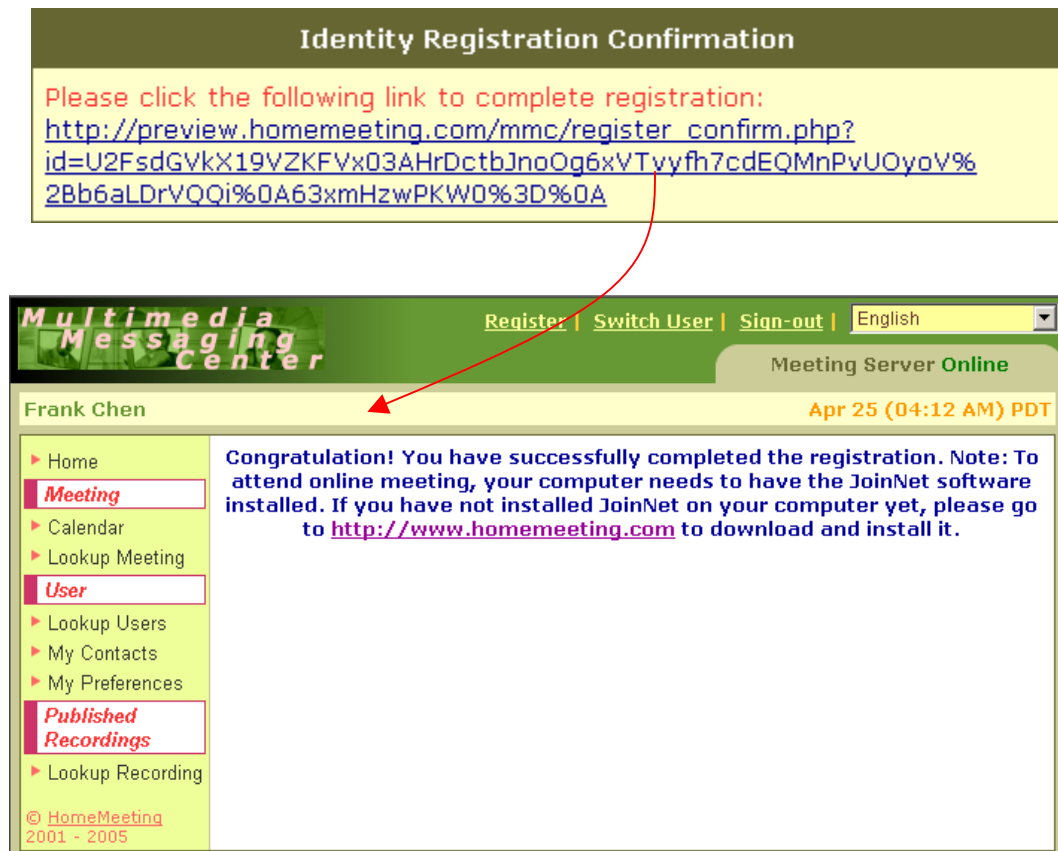 Identity Registration Confirmation
Please click the following link to complete registration:
http://preview.homemeeting.com/mmc/register_confirm.php?
id=U2FsdGVkX19VZKFVx03AHrDctbJnoOg6xVTvyfh7cdEQMnPvUOyoV%
2Bb6aLDrVQQi%0A63xmHzwPKW0%3D%0A
Multimedia
Messaging
Center
Register | Switch User | Sign-out | English
Meeting Server Online
Frank Chen
Apr 25 (04:12 AM) PDT
Home
Meeting
Calendar
Lookup Meeting
User
Lookup Users
My Contacts
My Preferences
Published
Recordings
Lookup Recording
© HomeMeeting
2001 - 2005
Congratulation! You have successfully completed the registration. Note: To
attend online meeting, your computer needs to have the JoinNet software
installed. If you have not installed JoinNet on your computer yet, please go
to http://www.homemeeting.com to download and install it.